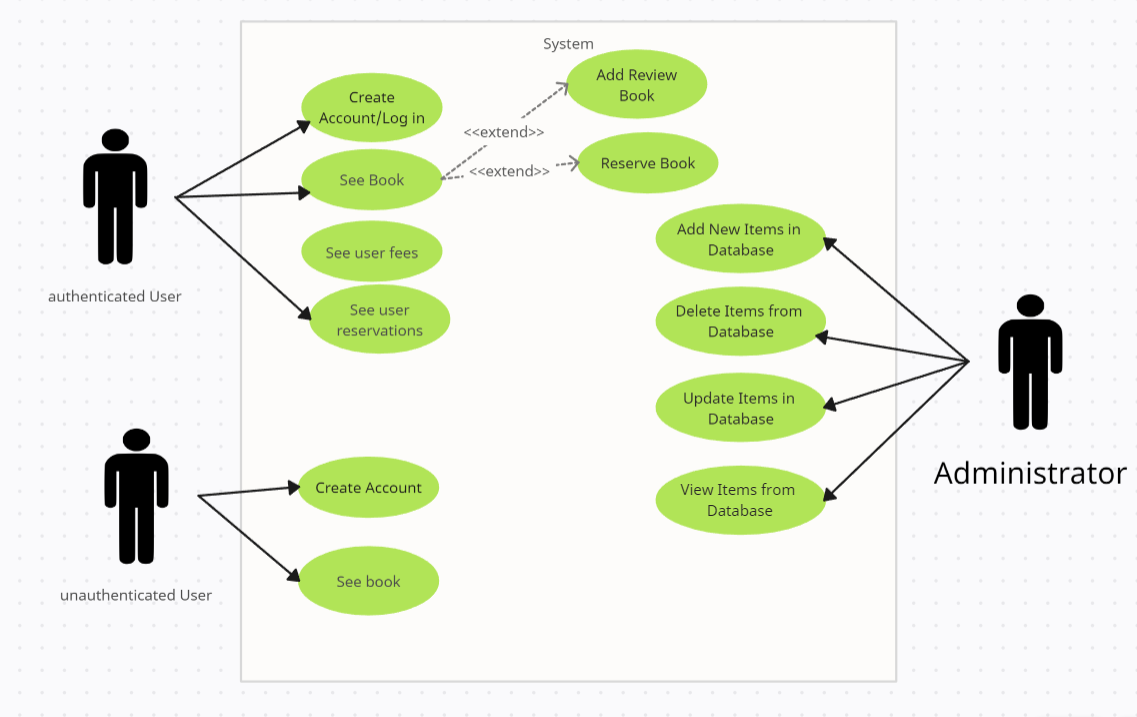 System
Add Review
Book
Create
Account/Log in
<<extend>>
Reserve Book
<<extend>>
See Book
Add New Items in
Database
See user fees
authenticated User
See user
reservations
Delete Items from
Database
Update Items in
Database
Administrator
Create Account
View Items from
Database
See book
unauthenticated User